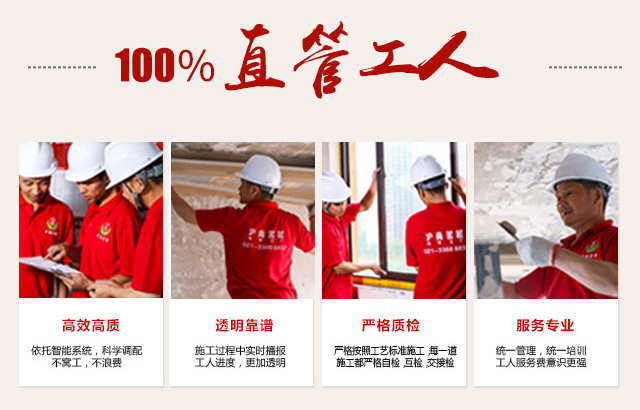 100%直管工人
高效高质
依托智能系统，科学调配
不窝工，不浪费
透明靠谱
施工过程中实时播报
工人进度，更加透明
严格质检
严格按照工艺标准施工,每一道
施工都严格自检,互检,交接检
服务专业
统一管理，统一培训
工人服务费意识更强